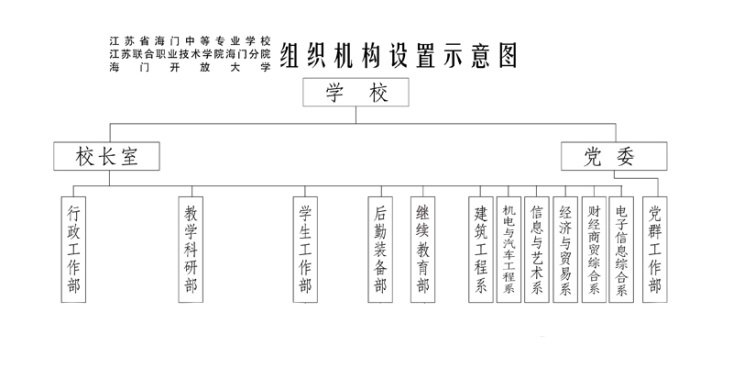 江苏省海门中等专业学校
江苏联合职业技术学院海门分院
海门开放大学
组织机构设置示意图
学校
校长室
党委
行政工作部
教学科研部
学生工作部
后勤装备部
继续教育部
建筑工程系
机电与汽车工程系
信息与艺术系
经济与贸易系
财经商贸综合系
电子信息综合系
党群工作部